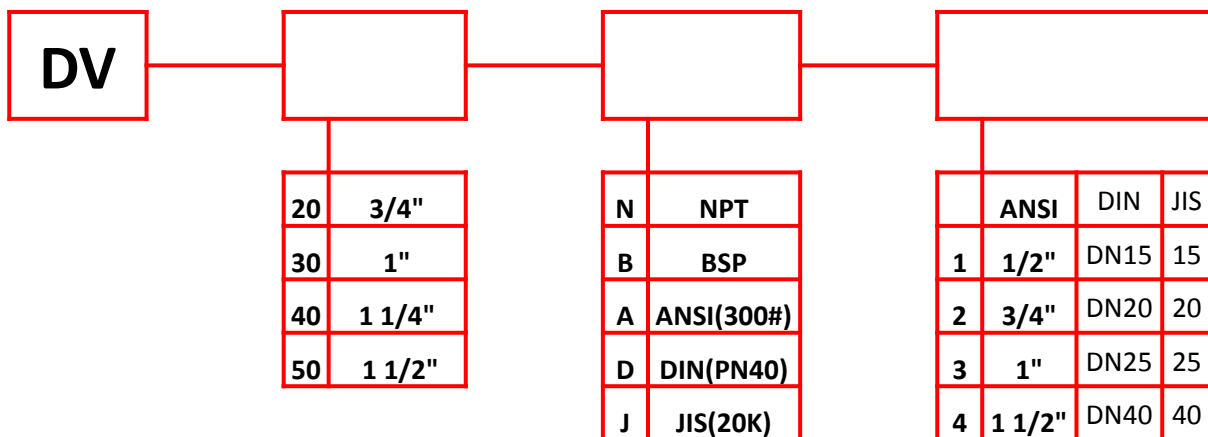 DV
20 3/4"
30 1"
40 1 1/4"
50 1 1/2"
N NPT
B BSP
A ANSI(300#)
D DIN(PN40)
J JIS(20K)
ANSI DIN JIS
1 1/2" DN15 15
2 3/4" DN20 20
3 1" DN25 25
4 1 1/2" DN40 40